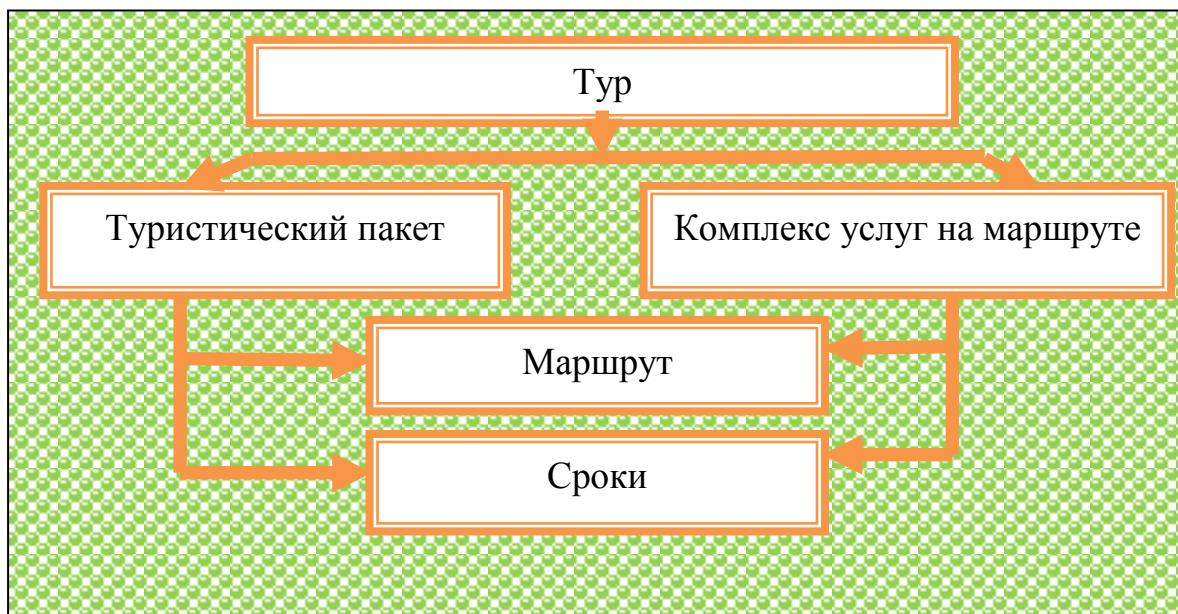 Тур
Туристический пакет
Комплекс услуг на маршруте
Маршрут
Сроки